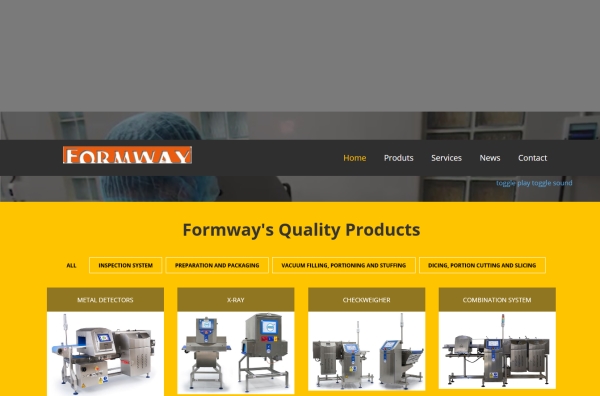 FORMWAY
Home Produts Services News Contact
toggle play toggle sound
Formway's Quality Products
ALL INSPECTION SYSTEM PREPARATION AND PACKAGING VACUUM FILLING, PORTIONING AND STUFFING DICING, PORTION CUTTING AND SLICING
METAL DETECTORS X-RAY CHECKWEIGHER COMBINATION SYSTEM